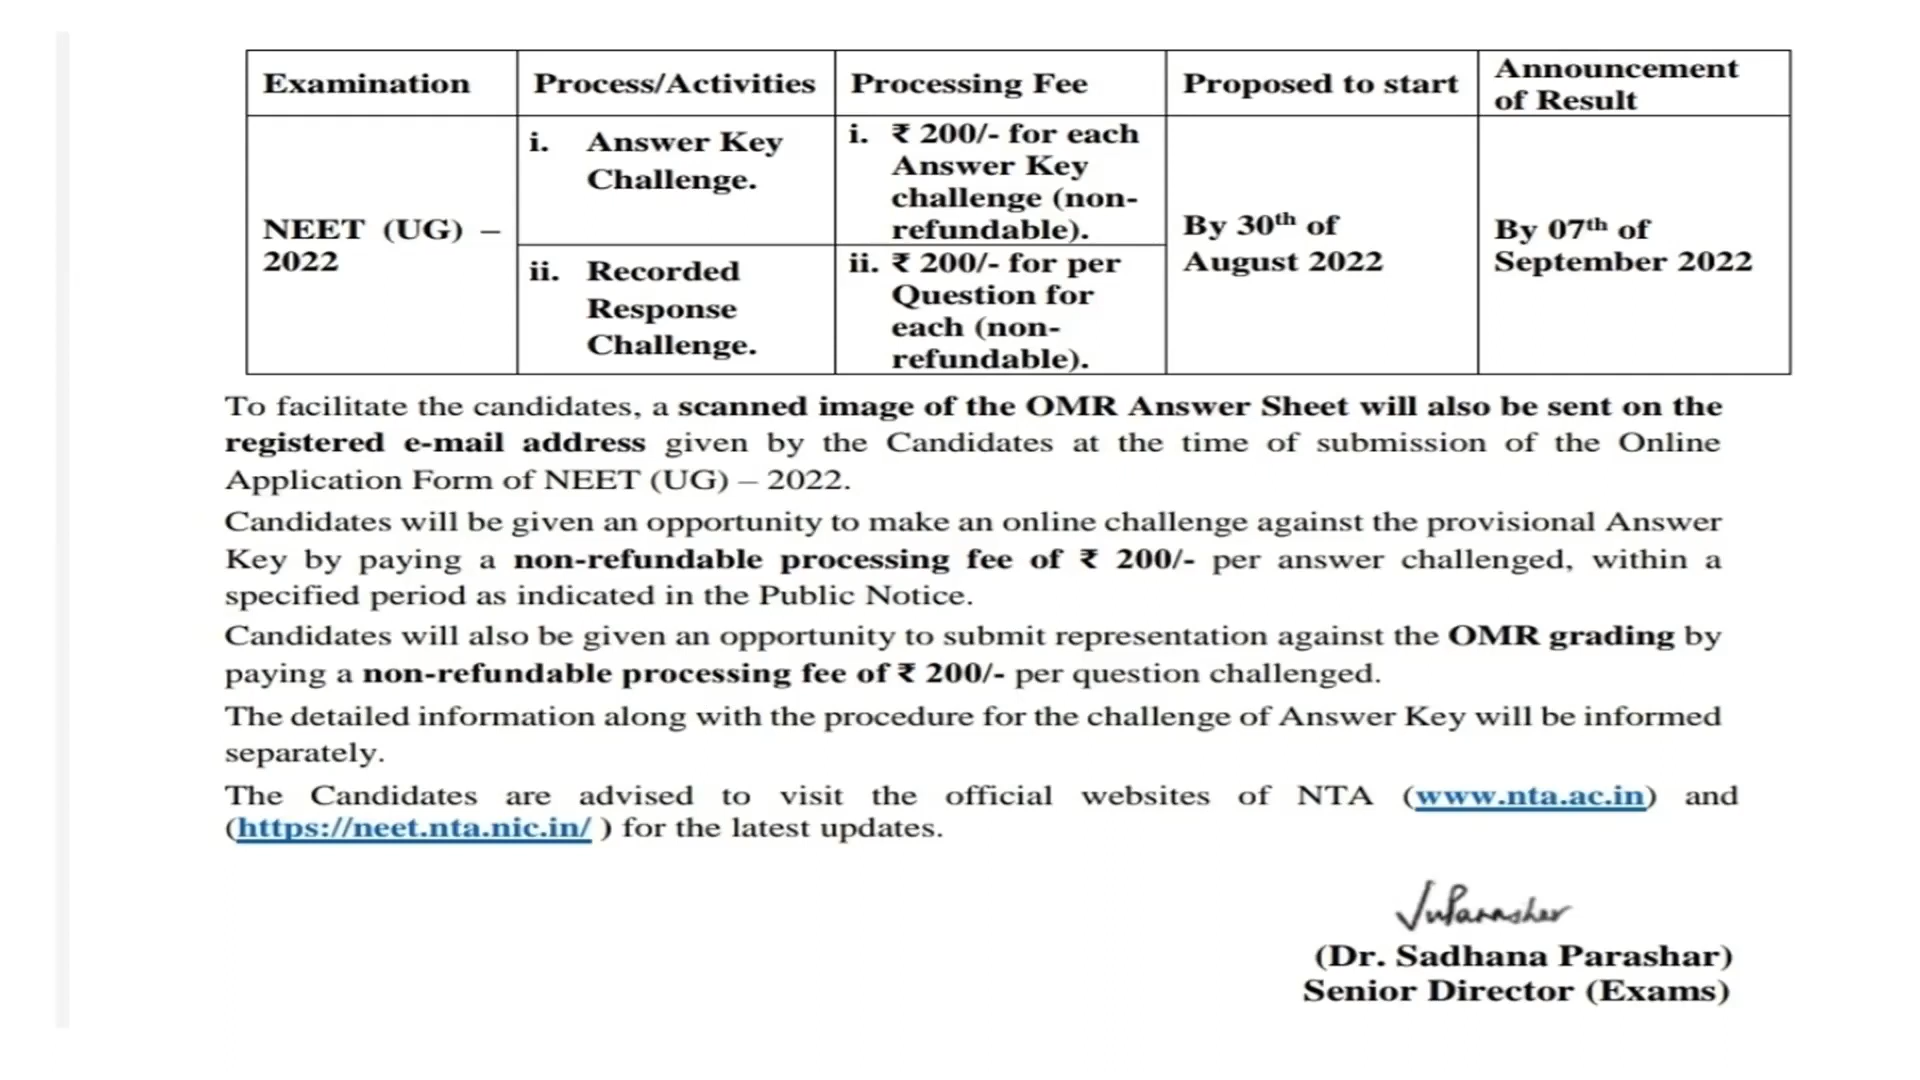 Examination
Process/Activities
Processing Fee
Proposed to start
Announcement
of Result
NEET (UG) –
2022
i. Answer Key
Challenge.
i. ₹ 200/- for each
Answer Key
challenge (non-
refundable).
ii. Recorded
Response
Challenge.
ii. ₹ 200/- for per
Question for
each (non-
refundable).
By 30th of
August 2022
By 07th of
September 2022
To facilitate the candidates, a scanned image of the OMR Answer Sheet will also be sent on the
registered e-mail address given by the Candidates at the time of submission of the Online
Application Form of NEET (UG) – 2022.
Candidates will be given an opportunity to make an online challenge against the provisional Answer
Key by paying a non-refundable processing fee of ₹ 200/- per answer challenged, within a
specified period as indicated in the Public Notice.
Candidates will also be given an opportunity to submit representation against the OMR grading by
paying a non-refundable processing fee of ₹ 200/- per question challenged.
The detailed information along with the procedure for the challenge of Answer Key will be informed
separately.
The Candidates are advised to visit the official websites of NTA (www.nta.ac.in) and
(https://neet.nta.nic.in/ ) for the latest updates.
(Dr. Sadhana Parashar)
Senior Director (Exams)